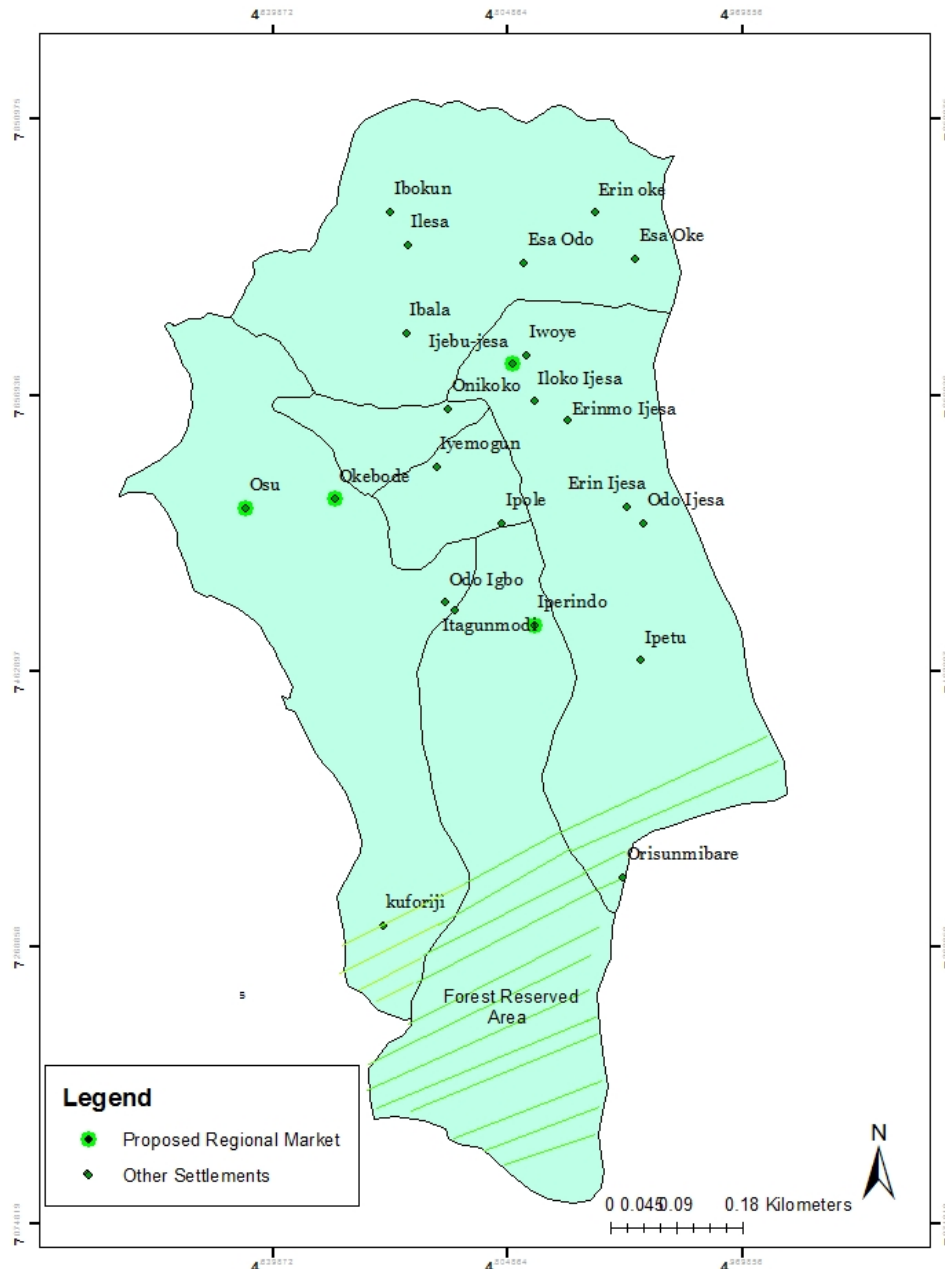 Ibokun
Erin oke
Ilesa
Esa Odo
Esa Oke
Ibala
Ijebu-jesa
Iwoye
Onikoko
Iloko Ijesa
Erinmo Ijesa
Iyemogun
Osu
Okebode
Erin Ijesa
Odo Ijesa
Ipole
Odo Igbo
Iperindo
Itagunmodi
Ipetu
Orisunmibare
kuforiji
s
Forest Reserved
Area
Legend
Proposed Regional Market
Other Settlements
N
0 0.045 0.09 0.18 Kilometers